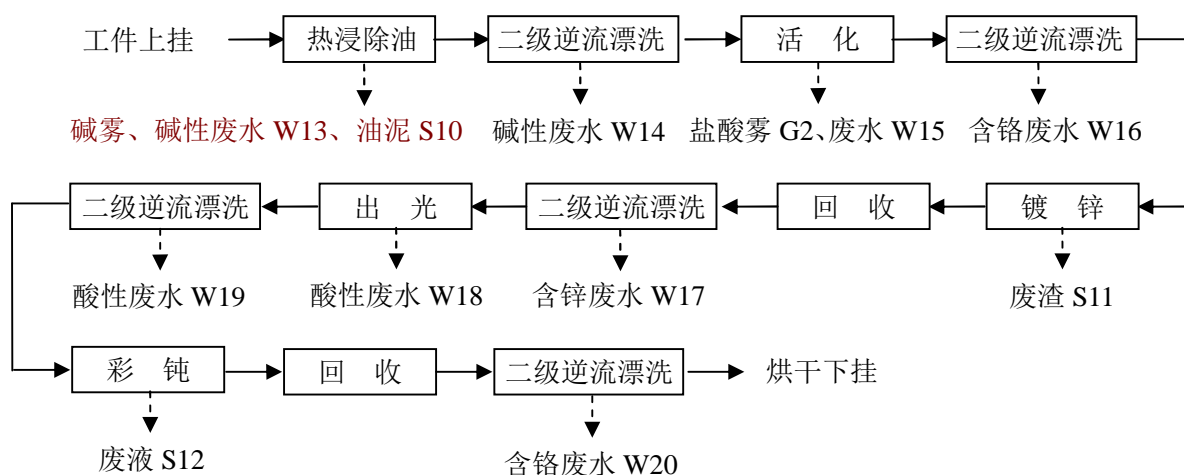 工件上挂 热浸除油 二级逆流漂洗 活 化 二级逆流漂洗
碱雾、碱性废水 W13、油泥 S10 碱性废水 W14 盐酸雾 G2、废水 W15 含铬废水 W16
二级逆流漂洗 出 光 二级逆流漂洗 回 收 镀 锌
酸性废水 W19 酸性废水 W18 含锌废水 W17 废渣 S11
彩 钝 回 收 二级逆流漂洗 烘干下挂
废液 S12 含铬废水 W20